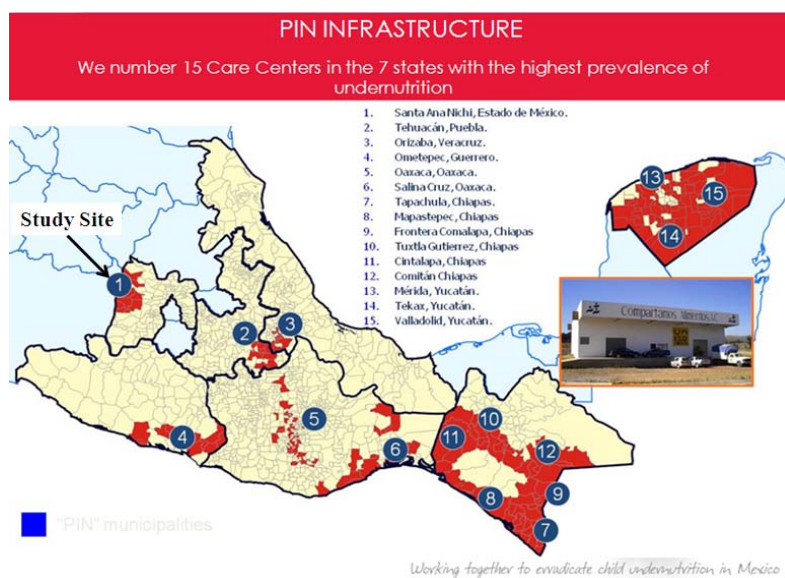 PIN INFRASTRUCTURE
We number 15 Care Centers in the 7 states with the highest prevalence of
undernutrition
1. Santa Ana Nichi, Estado de México.
2. Tehuacán, Puebla.
3. Orizaba, Veracruz.
4. Ometepec, Guerrero.
5. Oaxaca, Oaxaca.
6. Salina Cruz, Oaxaca.
7. Tapachula, Chiapas.
8. Mapastepec, Chiapas
9. Frontera Comalapa, Chiapas
10. Tuxtla Gutierrez, Chiapas
11. Cintalapa, Chiapas
12. Comitán Chiapas
13. Mérida, Yucatán.
14. Tekax, Yucatán.
15. Valladolid, Yucatán.
Study Site
1
2
3
4
5
6
7
8
9
10
11
12
13
14
15
Compartamos Alimentos A.C.
"PIN" municipalities
Working together to erradicate child undernutrition in Mexico